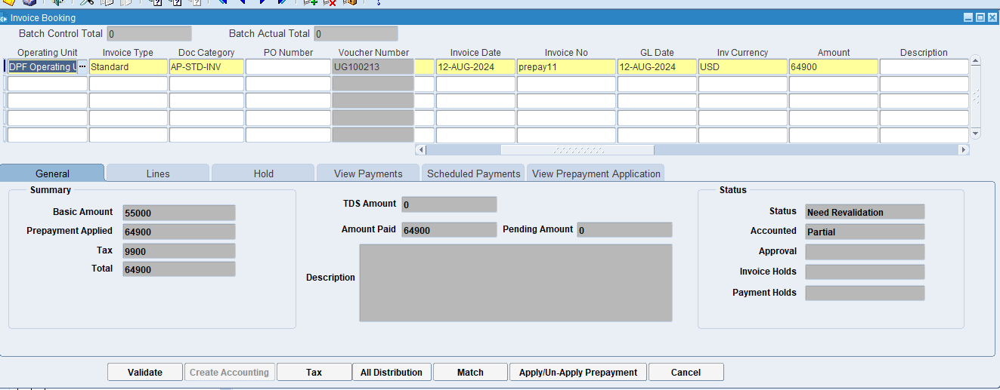 Invoice Booking
Batch Control Total 0 Batch Actual Total 0
Operating Unit Invoice Type Doc Category PO Number Voucher Number Invoice Date Invoice No GL Date Inv Currency Amount Description
DPF Operating U ... Standard AP-STD-INV UG100213 12-AUG-2024 prepay11 12-AUG-2024 USD 64900
General Lines Hold View Payments Scheduled Payments View Prepayment Application
Summary
Basic Amount 55000
Prepayment Applied 64900
Tax 9900
Total 64900
TDS Amount 0
Amount Paid 64900 Pending Amount 0
Description
Status
Status Need Revalidation
Accounted Partial
Approval
Invoice Holds
Payment Holds
Validate Create Accounting Tax All Distribution Match Apply/Un-Apply Prepayment Cancel